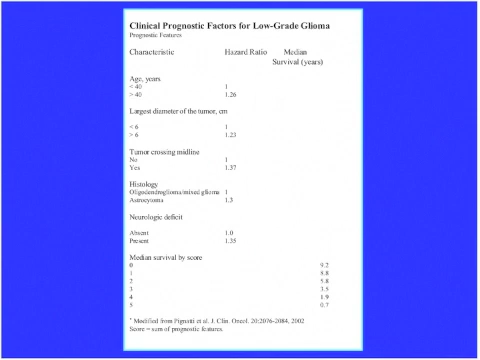 Clinical Prognostic Factors for Low-Grade Glioma
Prognostic Features
Characteristic Hazard Ratio Median
Survival (years)
Age, years
< 40 1
> 40 1.26
Largest diameter of the tumor, cm
< 6 1
> 6 1.23
Tumor crossing midline
No 1
Yes 1.37
Histology
Oligodendroglioma/mixed glioma 1
Astrocytoma 1.3
Neurologic deficit
Absent 1.0
Present 1.35
Median survival by score
0 9.2
1 8.8
2 5.8
3 3.5
4 1.9
5 0.7
* Modified from Pignatti et al. J. Clin. Oncol. 20:2076-2084, 2002
Score = sum of prognostic features